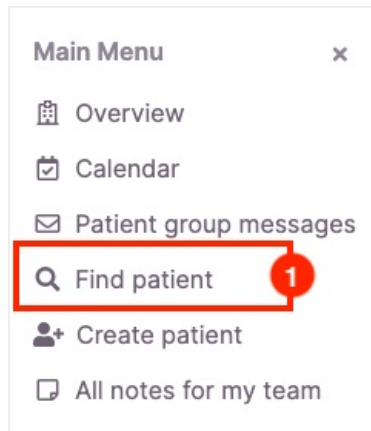 Main Menu ×
Overview
Calendar
Patient group messages
Find patient 1
Create patient
All notes for my team